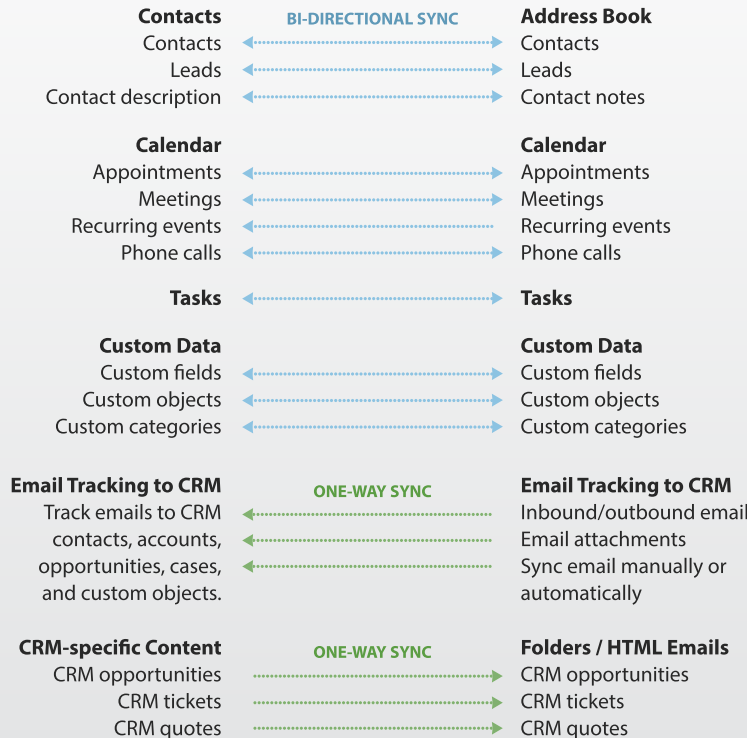 Contacts BI-DIRECTIONAL SYNC Address Book
Contacts Contacts
Leads Leads
Contact description Contact notes
Calendar Calendar
Appointments Appointments
Meetings Meetings
Recurring events Recurring events
Phone calls Phone calls
Tasks Tasks
Custom Data Custom Data
Custom fields Custom fields
Custom objects Custom objects
Custom categories Custom categories
Email Tracking to CRM ONE-WAY SYNC Email Tracking to CRM
Track emails to CRM Inbound/outbound email
contacts, accounts, Email attachments
opportunities, cases, Sync email manually or
and custom objects. automatically
CRM-specific Content ONE-WAY SYNC Folders / HTML Emails
CRM opportunities CRM opportunities
CRM tickets CRM tickets
CRM quotes CRM quotes